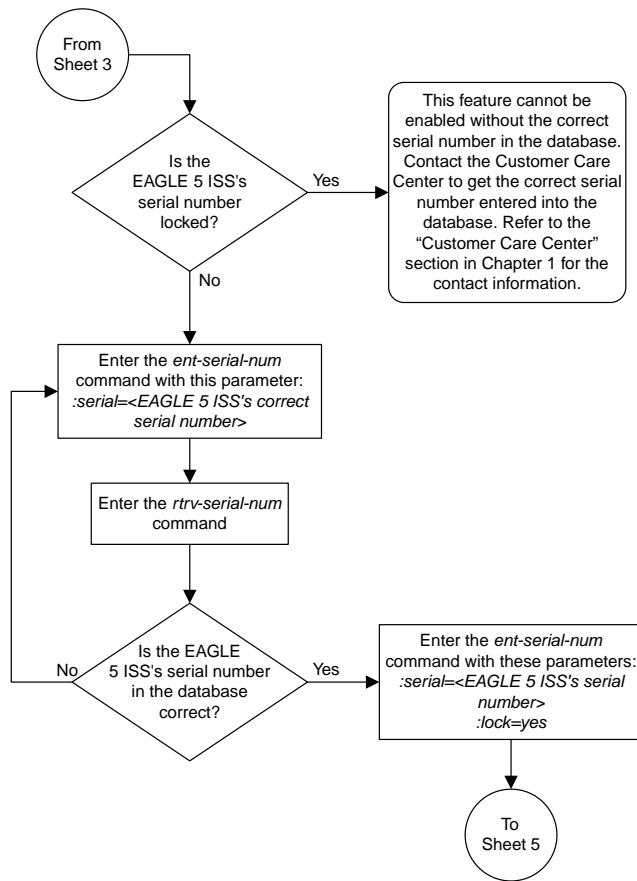 From
Sheet 3
This feature cannot be
enabled without the correct
serial number in the database.
Contact the Customer Care
Center to get the correct serial
number entered into the
database. Refer to the
“Customer Care Center”
section in Chapter 1 for the
contact information.
Is the
EAGLE 5 ISS's
serial number
locked?
Yes
No
Enter the ent-serial-num
command with this parameter:
:serial=<EAGLE 5 ISS's correct
serial number>
Enter the rtrv-serial-num
command
Is the EAGLE
5 ISS's serial number
in the database
correct?
No
Yes
Enter the ent-serial-num
command with these parameters:
:serial=<EAGLE 5 ISS's serial
number>
:lock=yes
To
Sheet 5